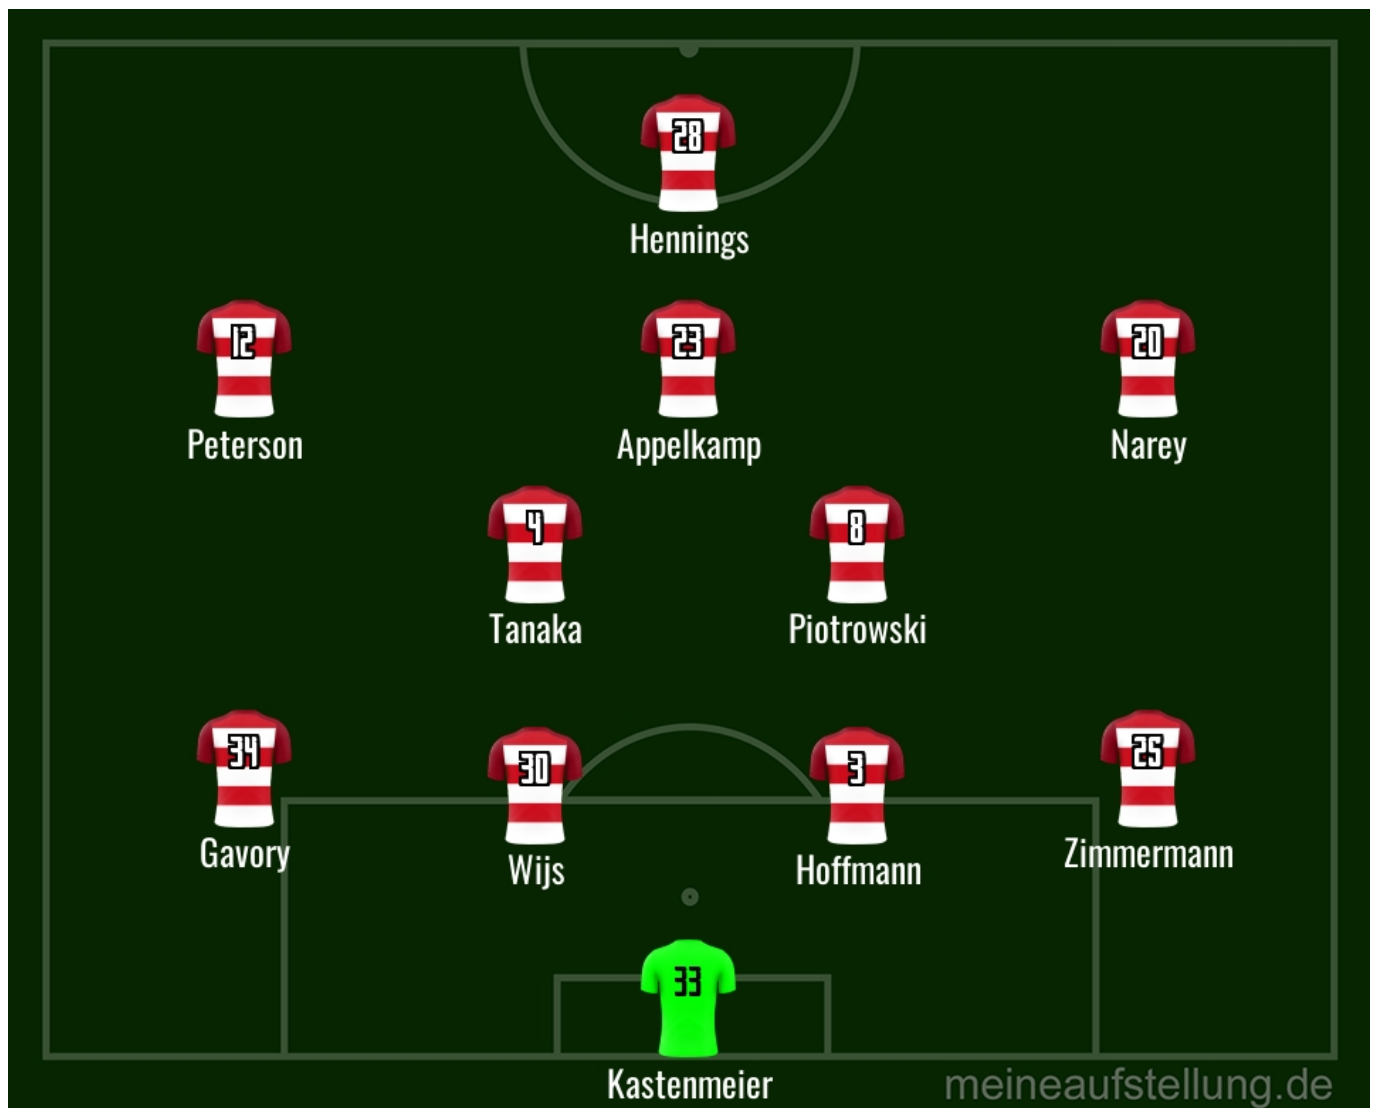 28
Hennings
12 23 20
Peterson Appelkamp Narey
4 8
Tanaka Piotrowski
34 30 3 25
Gavory Wijs Hoffmann Zimmermann
33
Kastenmeier
meineaufstellung.de